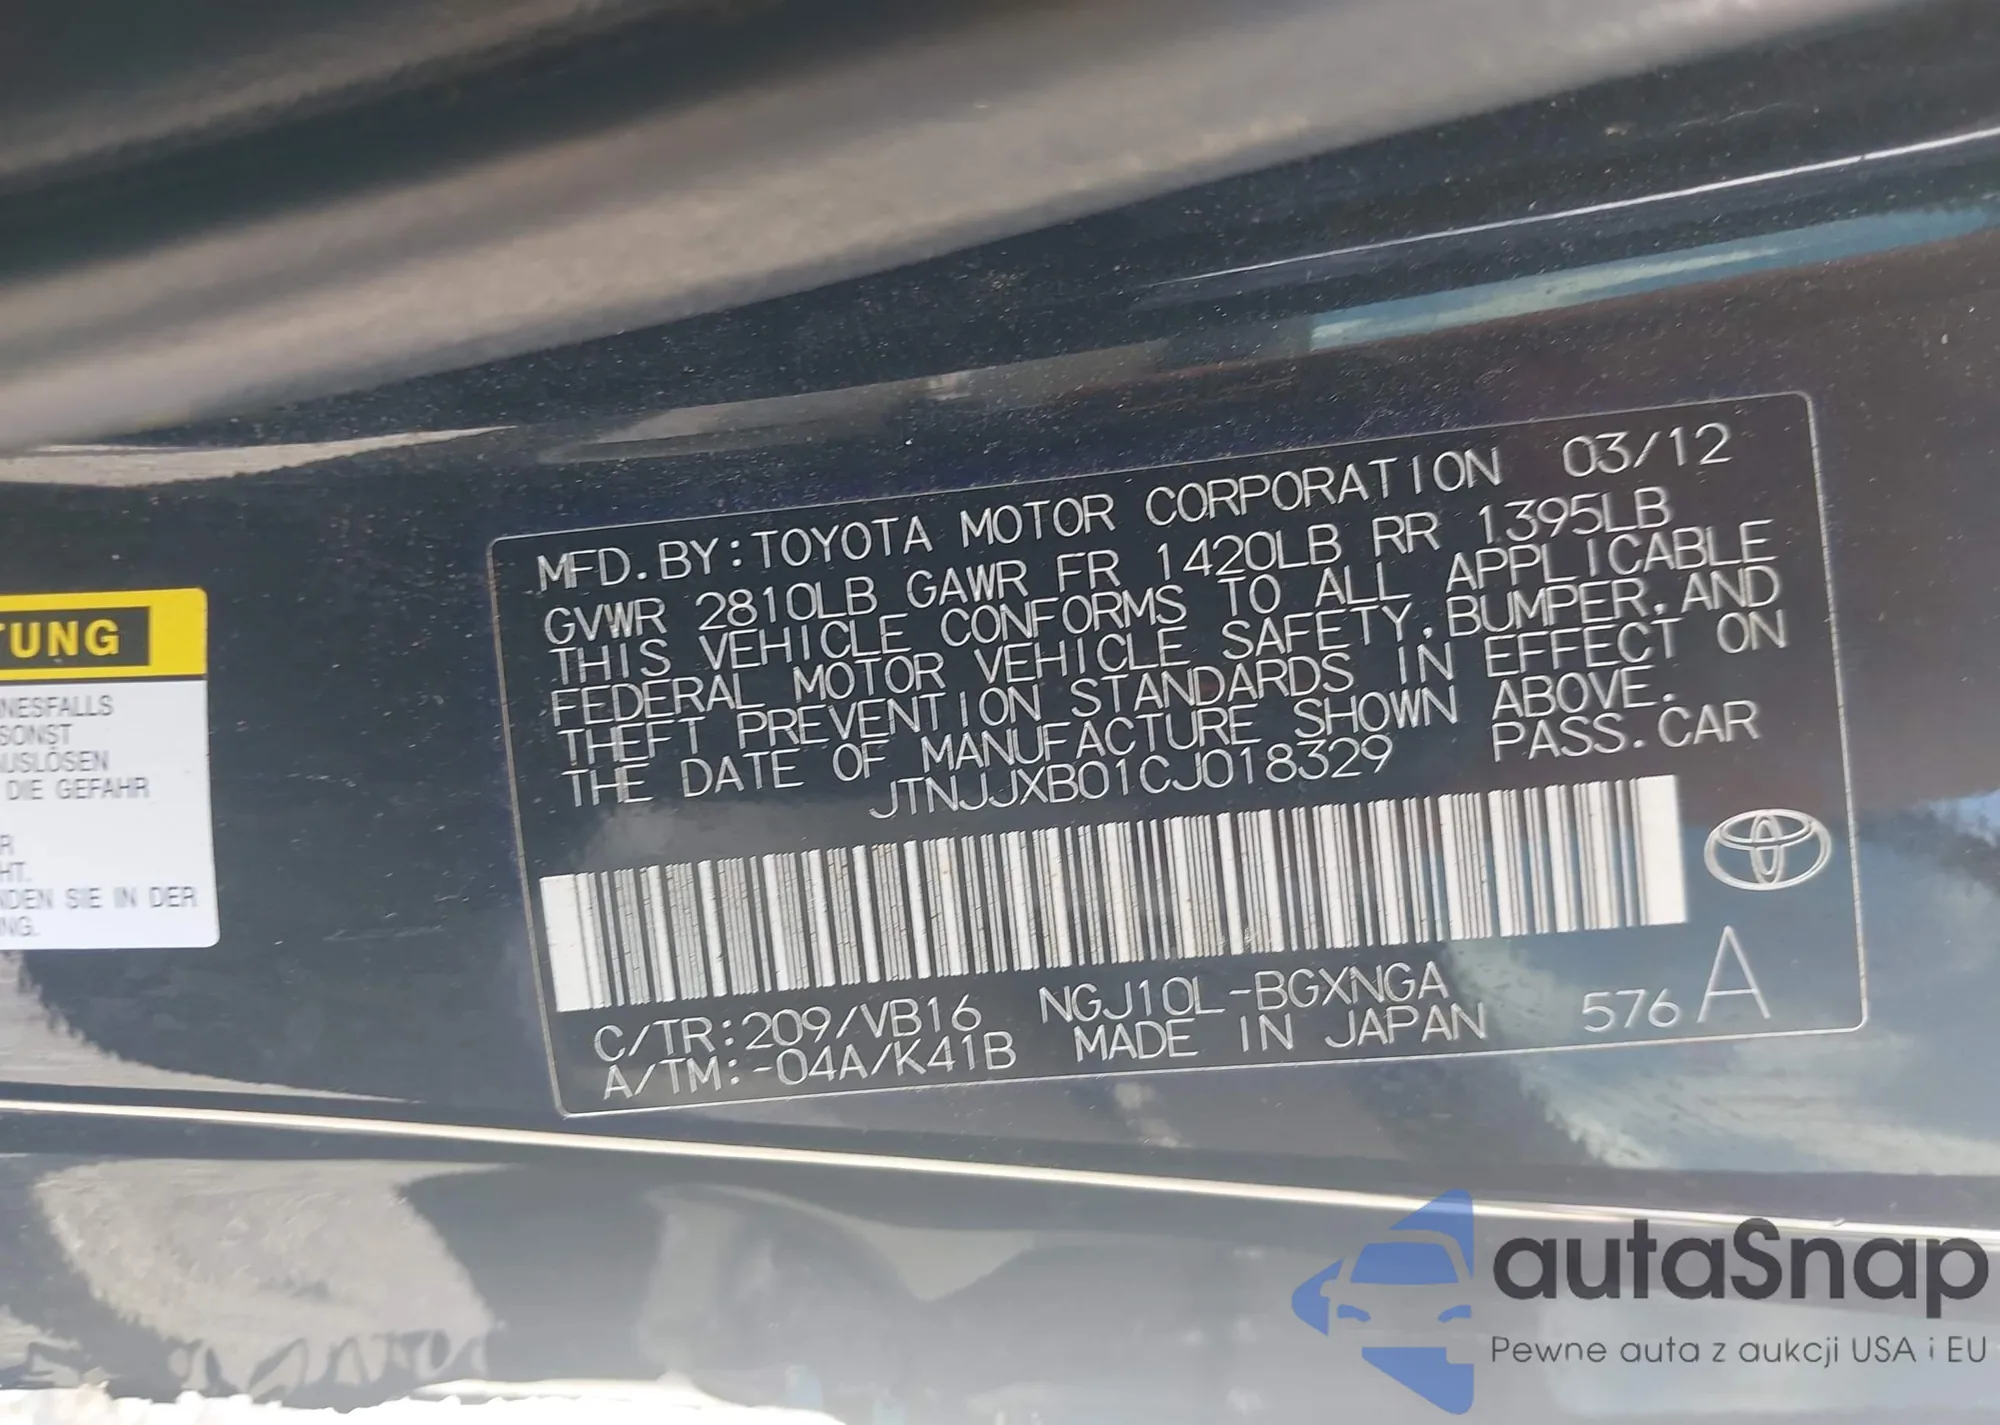 TUNG
NESFALLS
SONST
USLÖSEN
DIE GEFAHR
R
HT.
NDEN SIE IN DER
NG.
MFD.BY:TOYOTA MOTOR CORPORATION 03/12
GVWR 2810LB GAWR FR 1420LB RR 1395LB
THIS VEHICLE CONFORMS TO ALL APPLICABLE
FEDERAL MOTOR VEHICLE SAFETY,BUMPER,AND
THEFT PREVENTION STANDARDS IN EFFECT ON
THE DATE OF MANUFACTURE SHOWN ABOVE.
JTNJJXB01CJ018329 PASS.CAR
C/TR:209/VB16 NGJ10L-BGXNGA
A/TM:-04A/K41B MADE IN JAPAN 576 A
autaSnap
Pewne auta z aukcji USA i EU